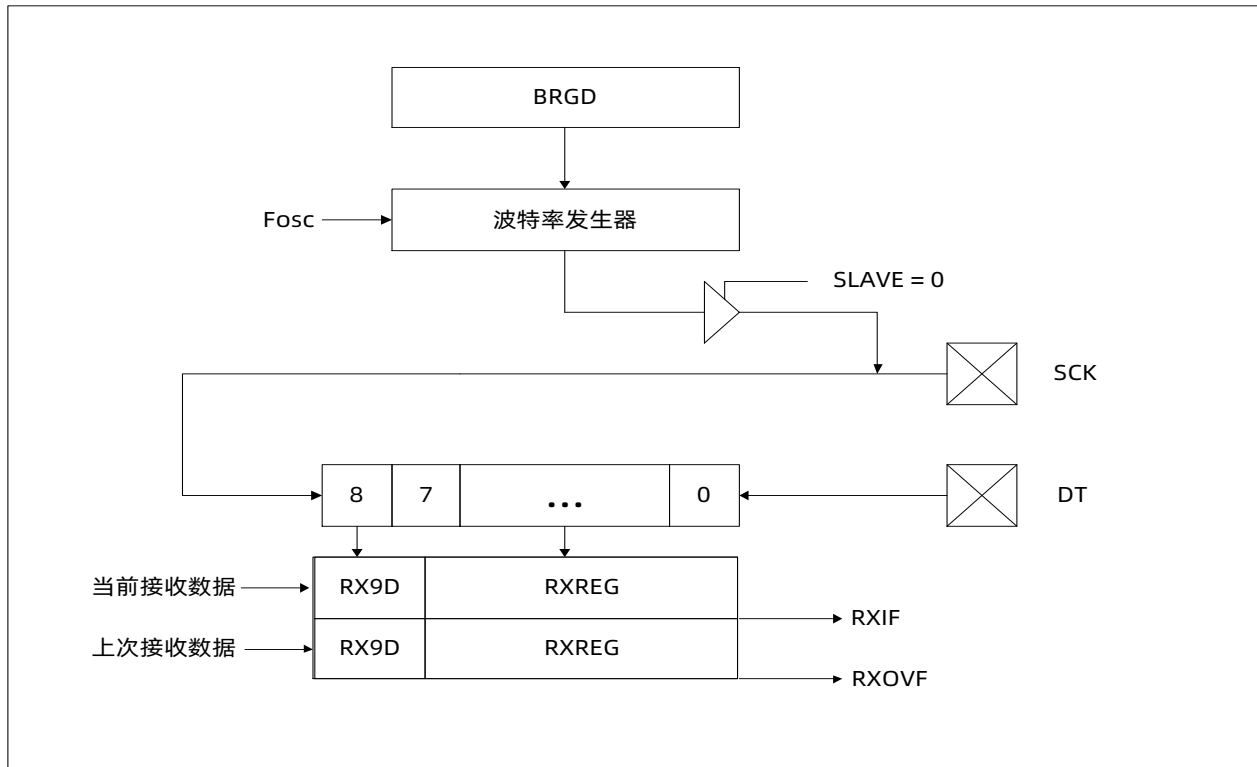 BRGD
Fosc
波特率发生器
SLAVE = 0
SCK
8 7 ... 0
DT
当前接收数据
RX9D RXREG
RXIF
上次接收数据
RX9D RXREG
RXOVF